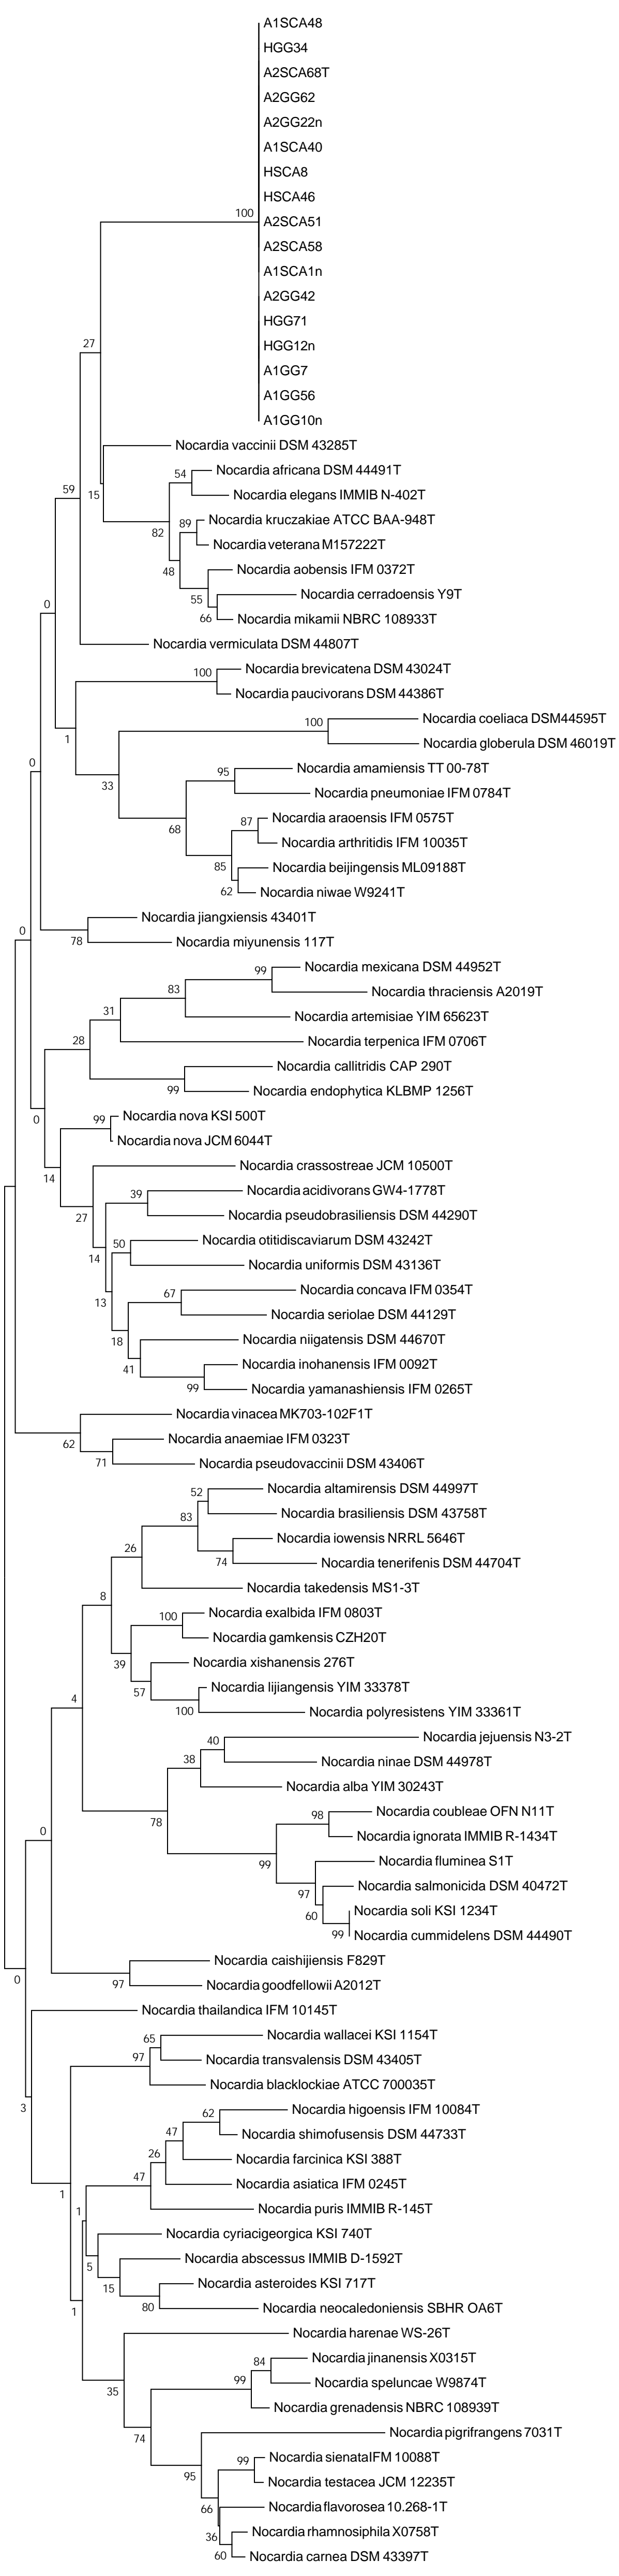 A1SCA48
HGG34
A2SCA68T
A2GG62
A2GG22n
A1SCA40
HSCA8
HSCA46
100
A2SCA51
A2SCA58
A1SCA1n
A2GG42
HGG71
27
HGG12n
A1GG7
A1GG56
A1GG10n
Nocardia vaccinii DSM 43285T
54
Nocardia africana DSM 44491T
59
15
Nocardia elegans IMMIB N-402T
89
Nocardia kruczakiae ATCC BAA-948T
82
Nocardia veterana M157222T
48
Nocardia aobensis IFM 0372T
55
Nocardia cerradoensis Y9T
0
66
Nocardia mikamii NBRC 108933T
Nocardia vermiculata DSM 44807T
100
Nocardia brevicatena DSM 43024T
Nocardia paucivorans DSM 44386T
100
Nocardia coeliaca DSM44595T
1
Nocardia globerula DSM 46019T
0
95
Nocardia amamiensis TT 00-78T
33
Nocardia pneumoniae IFM 0784T
87
Nocardia araoensis IFM 0575T
68
Nocardia arthritidis IFM 10035T
85
Nocardia beijingensis ML09188T
62
Nocardia niwae W9241T
Nocardia jiangxiensis 43401T
0
78
Nocardia miyunensis 117T
99
Nocardia mexicana DSM 44952T
83
Nocardia thraciensis A2019T
31
Nocardia artemisiae YIM 65623T
28
Nocardia terpenica IFM 0706T
Nocardia callitridis CAP 290T
99
Nocardia endophytica KLBMP 1256T
0
99
Nocardia nova KSI 500T
Nocardia nova JCM 6044T
14
Nocardia crassostreae JCM 10500T
39
Nocardia acidivorans GW4-1778T
27
Nocardia pseudobrasiliensis DSM 44290T
50
Nocardia otitidiscaviarum DSM 43242T
14
Nocardia uniformis DSM 43136T
67
Nocardia concava IFM 0354T
13
Nocardia seriolae DSM 44129T
18
Nocardia niigatensis DSM 44670T
41
Nocardia inohanensis IFM 0092T
99
Nocardia yamanashiensis IFM 0265T
Nocardia vinacea MK703-102F1T
62
Nocardia anaemiae IFM 0323T
71
Nocardia pseudovaccinii DSM 43406T
52
Nocardia altamirensis DSM 44997T
83
Nocardia brasiliensis DSM 43758T
26
Nocardia iowensis NRRL 5646T
74
Nocardia tenerifenis DSM 44704T
8
Nocardia takedensis MS1-3T
100
Nocardia exalbida IFM 0803T
Nocardia gamkensis CZH20T
39
Nocardia xishanensis 276T
57
Nocardia lijiangensis YIM 33378T
4
100
Nocardia polyresistens YIM 33361T
40
Nocardia jejuensis N3-2T
38
Nocardia ninae DSM 44978T
Nocardia alba YIM 30243T
78
98
Nocardia coubleae OFN N11T
0
Nocardia ignorata IMMIB R-1434T
99
Nocardia fluminea S1T
97
Nocardia salmonicida DSM 40472T
60
Nocardia soli KSI 1234T
99
Nocardia cummidelens DSM 44490T
Nocardia caishijiensis F829T
0
97
Nocardia goodfellowii A2012T
Nocardia thailandica IFM 10145T
65
Nocardia wallacei KSI 1154T
97
Nocardia transvalensis DSM 43405T
Nocardia blacklockiae ATCC 700035T
3
62
Nocardia higoensis IFM 10084T
47
Nocardia shimofusensis DSM 44733T
26
Nocardia farcinica KSI 388T
47
Nocardia asiatica IFM 0245T
1
Nocardia puris IMMIB R-145T
1
Nocardia cyriacigeorgica KSI 740T
5
Nocardia abscessus IMMIB D-1592T
15
Nocardia asteroides KSI 717T
1
80
Nocardia neocaledoniensis SBHR OA6T
Nocardia harenae WS-26T
84
Nocardia jinanensis X0315T
35
99
Nocardia speluncae W9874T
Nocardia grenadensis NBRC 108939T
74
Nocardia pigrifrangens 7031T
95
99
Nocardia sienataIFM 10088T
Nocardia testacea JCM 12235T
66
Nocardia flavorosea 10.268-1T
36
Nocardia rhamnosiphila X0758T
60
Nocardia carnea DSM 43397T